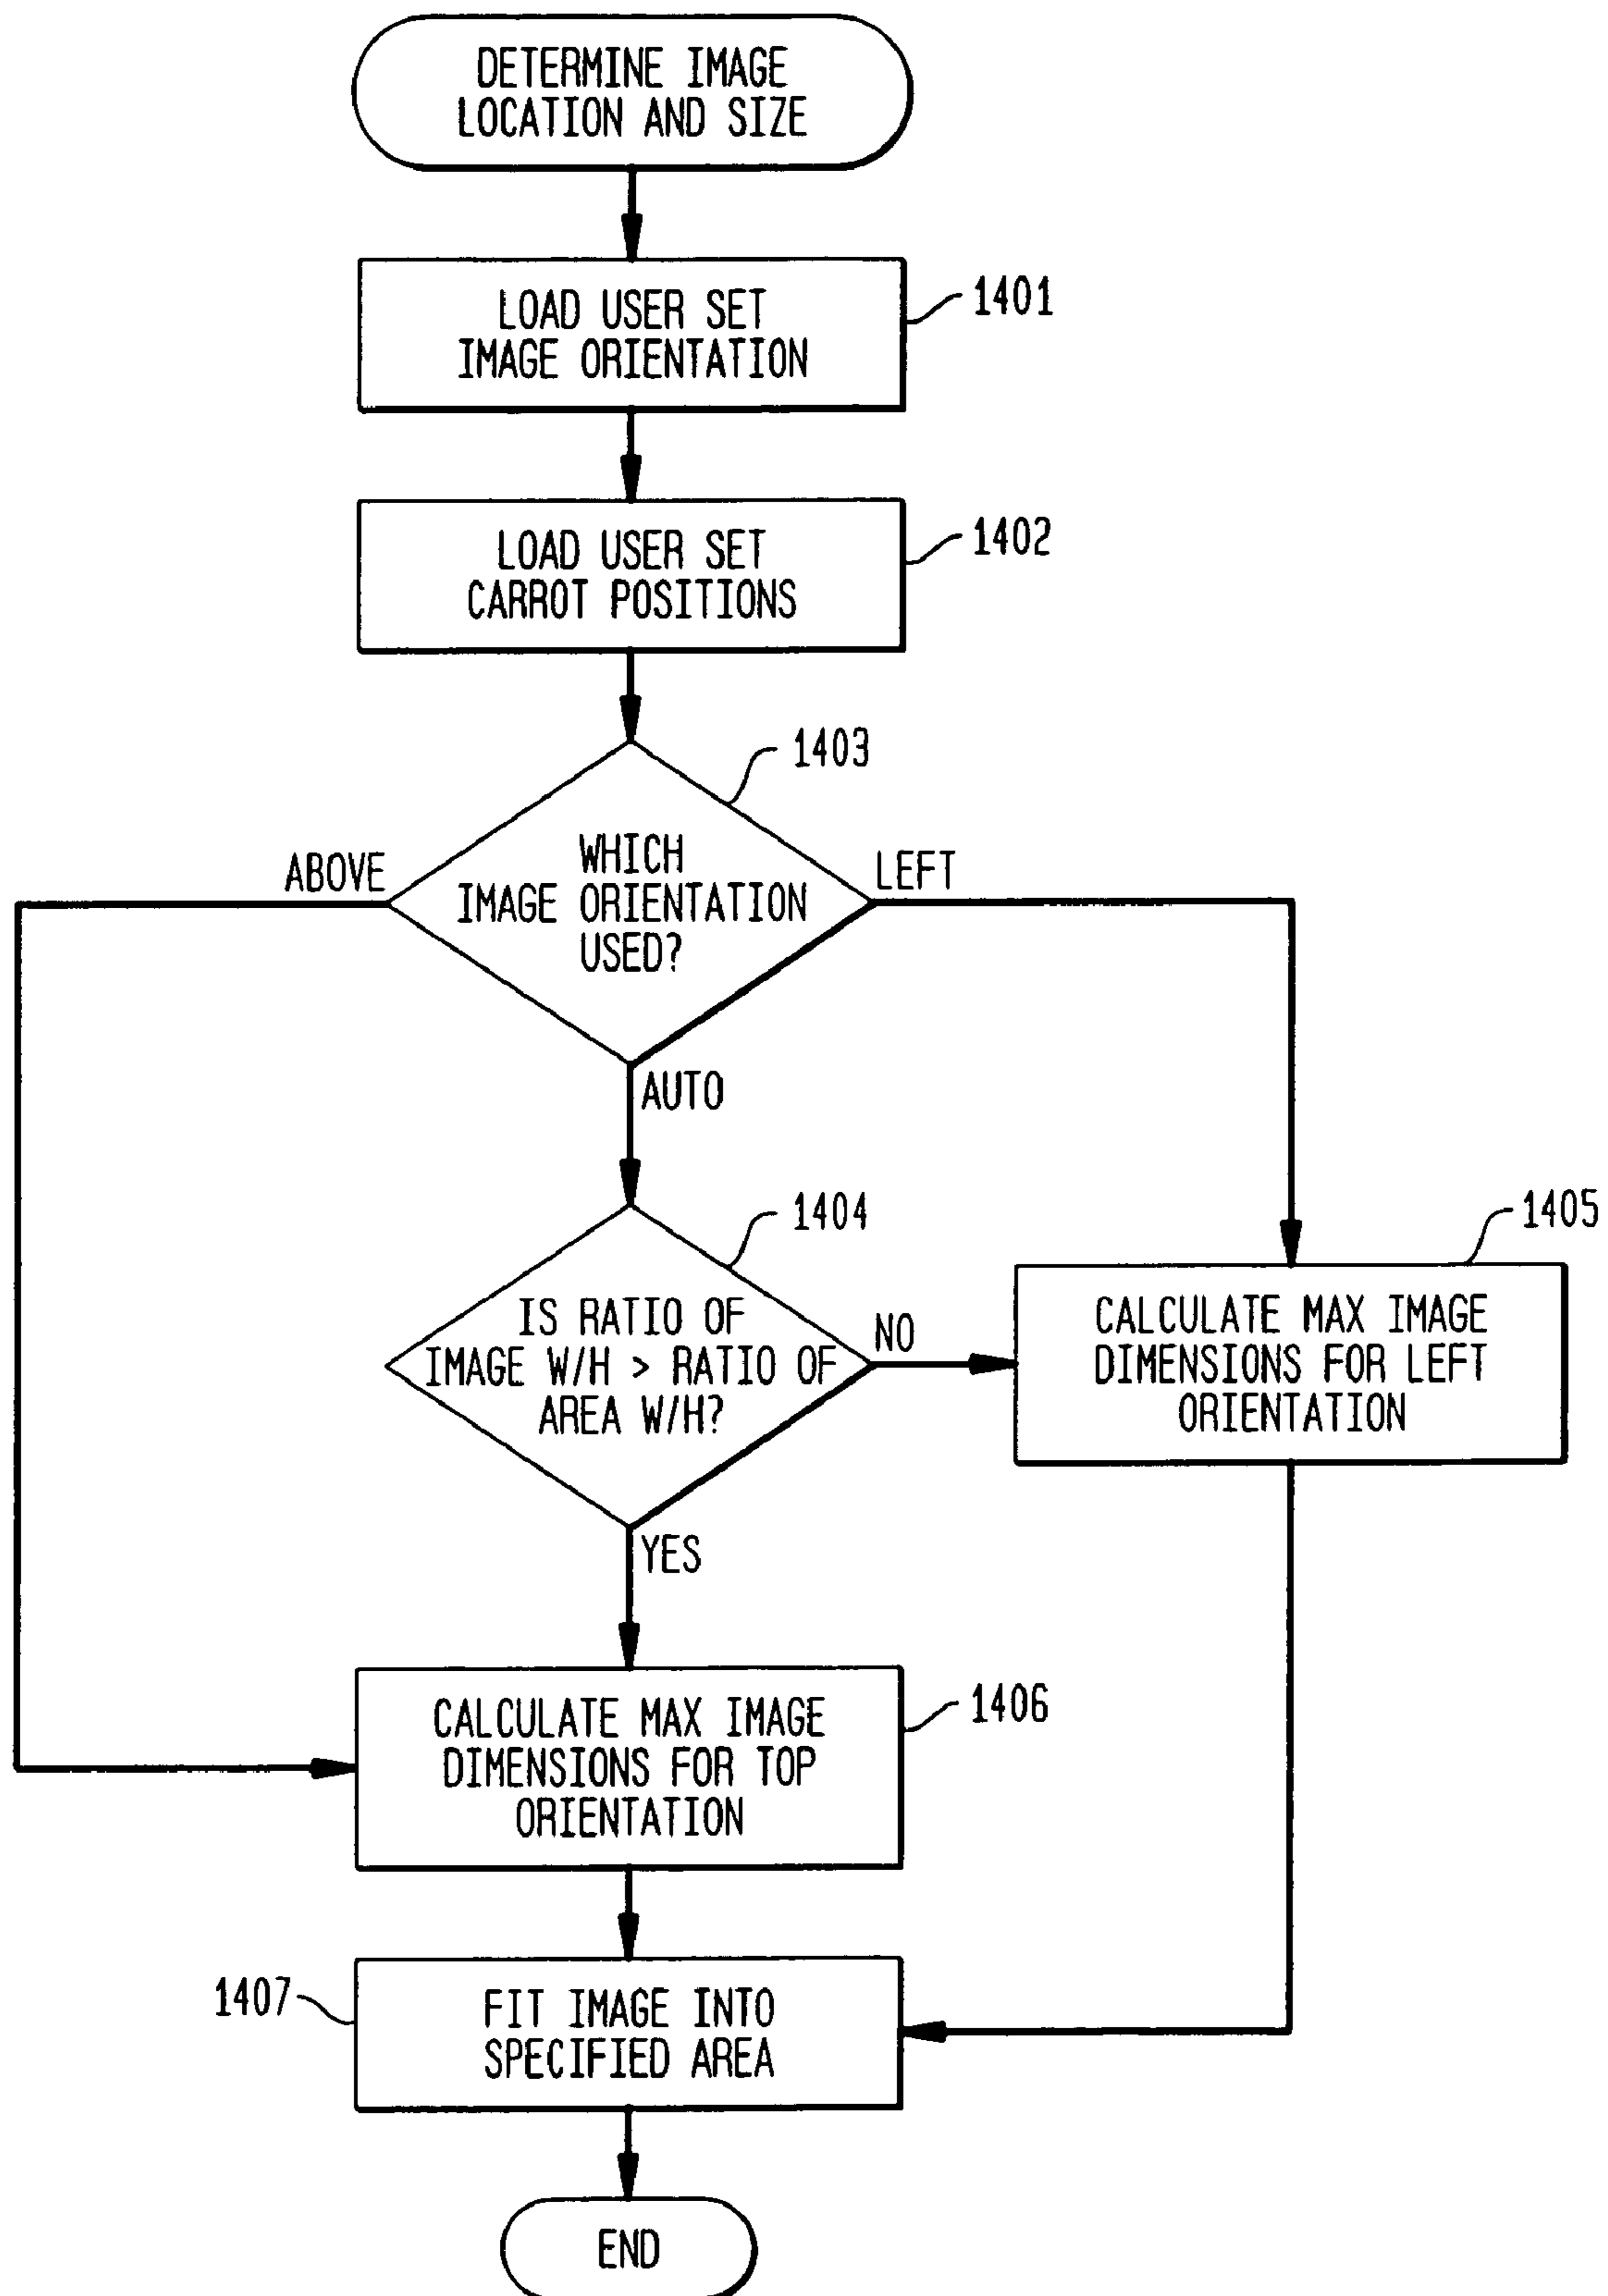 DETERMINE IMAGE
LOCATION AND SIZE
LOAD USER SET
IMAGE ORIENTATION
1401
LOAD USER SET
CARROT POSITIONS
1402
1403
WHICH
IMAGE ORIENTATION
USED?
ABOVE
LEFT
AUTO
1404
IS RATIO OF
IMAGE W/H > RATIO OF
AREA W/H?
NO
YES
1405
CALCULATE MAX IMAGE
DIMENSIONS FOR LEFT
ORIENTATION
CALCULATE MAX IMAGE
DIMENSIONS FOR TOP
ORIENTATION
1406
1407
FIT IMAGE INTO
SPECIFIED AREA
END